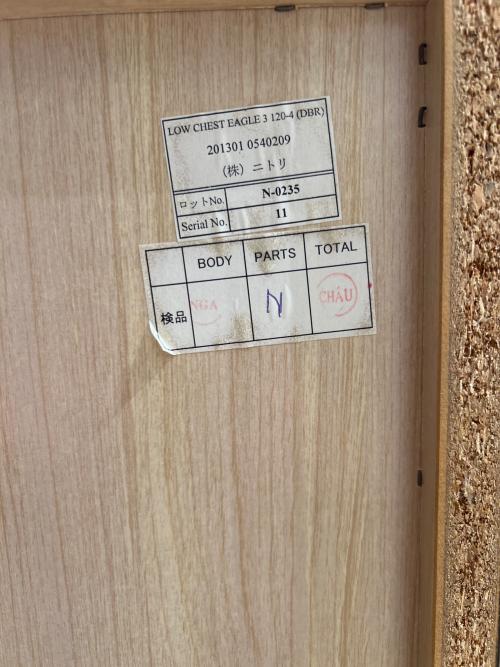 LOW CHEST EAGLE 3 120-4 (DBR)
201301 0540209
(株) ニトリ
ロットNo. N-0235
Serial No. 11
BODY PARTS TOTAL
検品 NGA N CHÂU